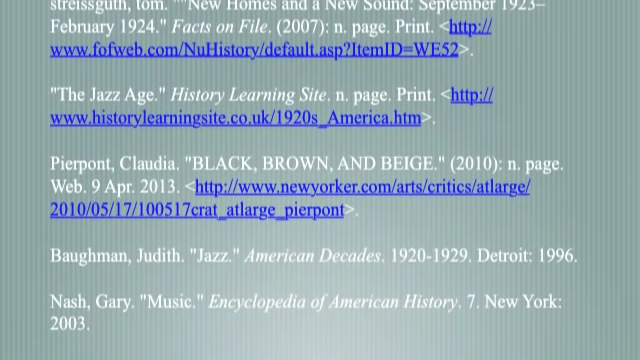 streissguth, tom. ""New Homes and a New Sound: September 1923–
February 1924." Facts on File. (2007): n. page. Print. <http://
www.fofweb.com/NuHistory/default.asp?ItemID=WE52>.
"The Jazz Age." History Learning Site. n. page. Print. <http://
www.historylearningsite.co.uk/1920s_America.htm>.
Pierpont, Claudia. "BLACK, BROWN, AND BEIGE." (2010): n. page.
Web. 9 Apr. 2013. <http://www.newyorker.com/arts/critics/atlarge/
2010/05/17/100517crat_atlarge_pierpont>.
Baughman, Judith. "Jazz." American Decades. 1920-1929. Detroit: 1996.
Nash, Gary. "Music." Encyclopedia of American History. 7. New York:
2003.